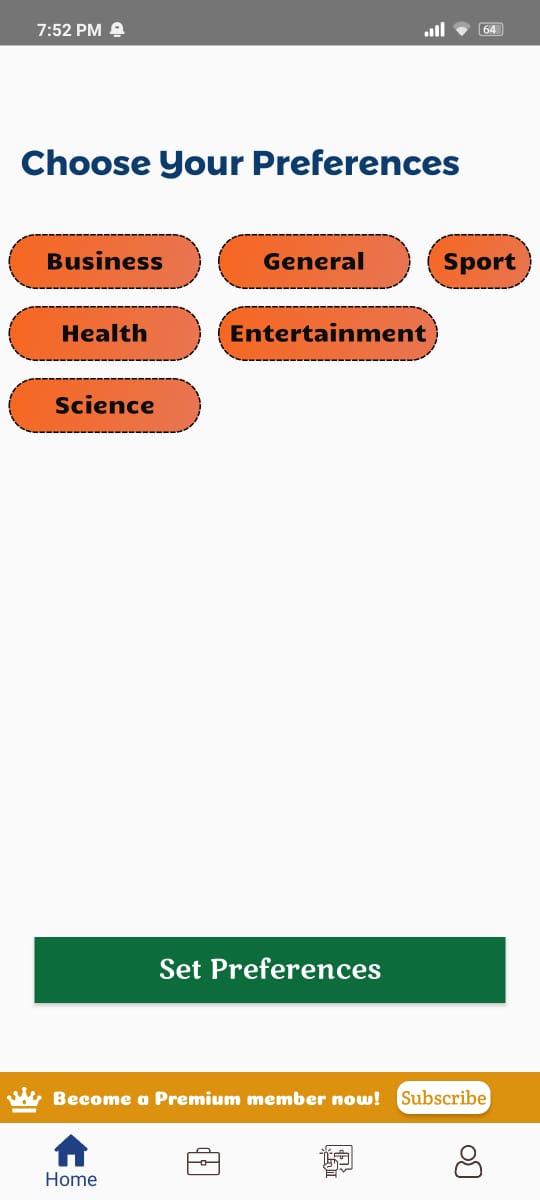 7:52 PM 64
Choose Your Preferences
Business General Sport
Health Entertainment
Science
Set Preferences
Become a Premium member now! Subscribe
Home